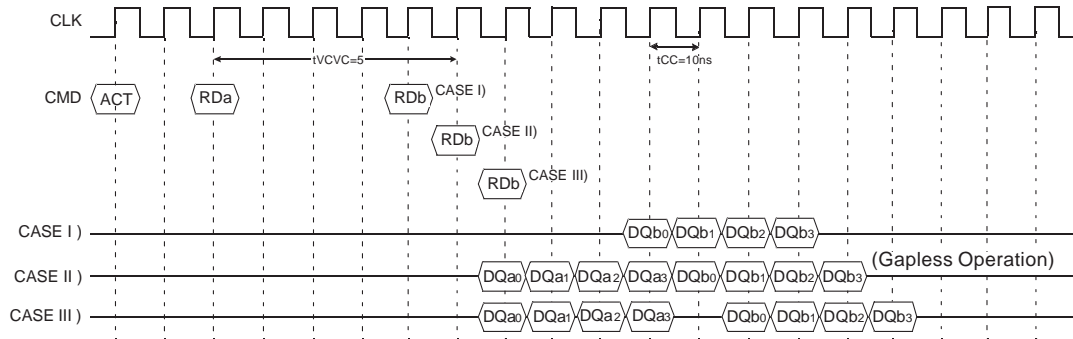 CLK
tVCVC=5
tCC=10ns
CMD ACT RDa RDb CASE I)
RDb CASE II)
RDb CASE III)
CASE I ) DQb0 DQb1 DQb2 DQb3
CASE II ) DQa0 DQa1 DQa2 DQa3 DQb0 DQb1 DQb2 DQb3 (Gapless Operation)
CASE III ) DQa0 DQa1 DQa2 DQa3 DQb0 DQb1 DQb2 DQb3